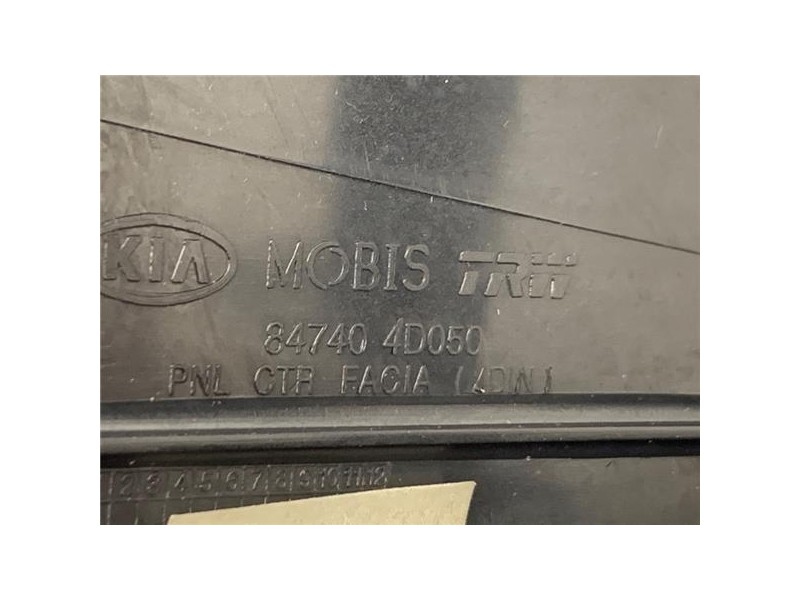 KIA MOBIS TRW
84740 4D050
PNL CTR FACIA (2DIN)
1 2 3 4 5 6 7 8 9 10 11 12